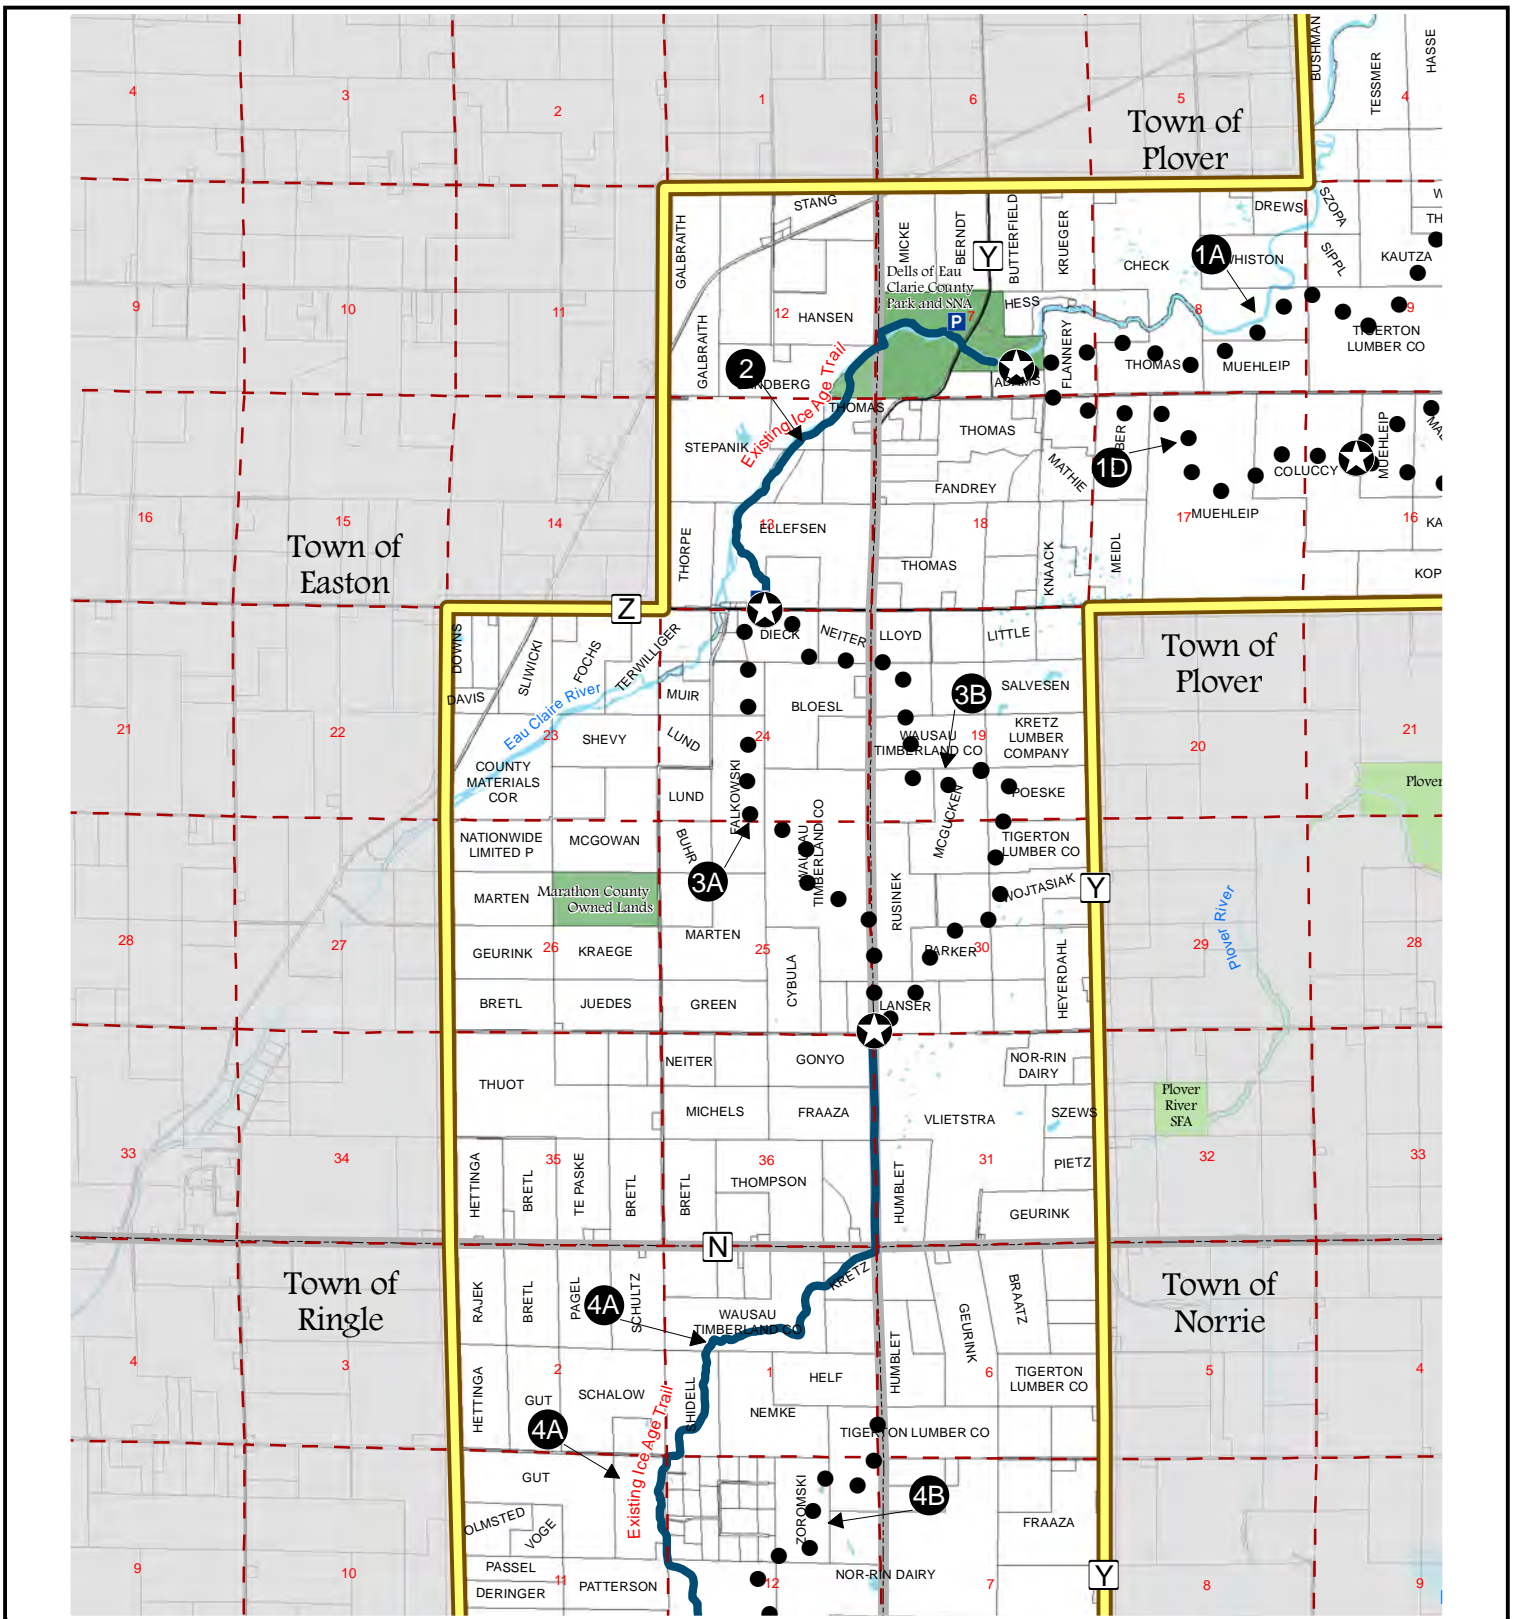 4
3
2
1
6
5
4
BUSHMAN
TESSMER
HASSE
Town of
Plover
STANG
GALBRAITH
MICKE
BERNDT
Y
BUTTERFIELD
KRUEGER
CHECK
DREWS
SZOPA
SIPPL
KAUTZA
W
TH
1A
WHISTON
Dells of Eau
Clarie County
Park and SNA
P
7
HESS
9
10
11
12
HANSEN
8
9
TIGERTON
LUMBER CO
GALBRAITH
2
Existing Ice Age Trail
THOMAS
ADAMS
FLANNERY
THOMAS
MUEHLEIP
STEPANIK
THOMAS
MATHIE
1D
COLUCCY
MUEHLEIP
FANDREY
MUEHLEIP
16
15
14
13
ELLEFSEN
18
17
16
KA
THORPE
THOMAS
KNAACK
MEIDL
KOP
Town of
Easton
Z
DOWNS
SLIWICKI
FOCHS
TERWILLIGER
DIECK
NEITER
LLOYD
LITTLE
Town of
Plover
DAVIS
Eau Claire River
MUIR
BLOESL
3B
SALVESEN
21
22
23
SHEVY
LUND
24
WAUSAU
TIMBERLAND CO
19
KRETZ
LUMBER
COMPANY
20
21
COUNTY
MATERIALS
COR
LUND
FALKOWSKI
POESKE
Plover
NATIONWIDE
LIMITED P
MCGOWAN
BUHR
WAUSAU
TIMBERLAND CO
MCGUCKEN
TIGERTON
LUMBER CO
3A
MARTEN
Marathon County
Owned Lands
RUSINEK
WOJTASIAK
Y
Plover River
28
27
26
MARTEN
25
PARKER
30
29
28
GEURINK
KRAEGE
CYBULA
HEYERDAHL
BRETL
JUEDES
GREEN
LANSER
THUOT
NEITER
GONYO
NOR-RIN
DAIRY
MICHELS
FRAAZA
VLIETSTRA
SZEWS
Plover
River
SFA
33
34
35
36
31
PIETZ
32
33
HETTINGA
BRETL
TE PASKE
BRETL
BRETL
THOMPSON
HUMBLET
GEURINK
N
Town of
Ringle
RAJEK
BRETL
PAGEL
4A
SCHULTZ
WAUSAU
TIMBERLAND CO
KRETZ
GEURINK
BRAATZ
Town of
Norrie
4
3
2
1
HELF
HUMBLET
6
TIGERTON
LUMBER CO
5
4
HETTINGA
GUT
SCHALOW
SHIDELL
NEMKE
4A
Existing Ice Age Trail
TIGERTON LUMBER CO
GUT
ZOROMSKI
4B
OLMSTED
VOGE
FRAAZA
9
10
PASSEL
11
DERINGER
PATTERSON
12
NOR-RIN DAIRY
7
Y
8
9